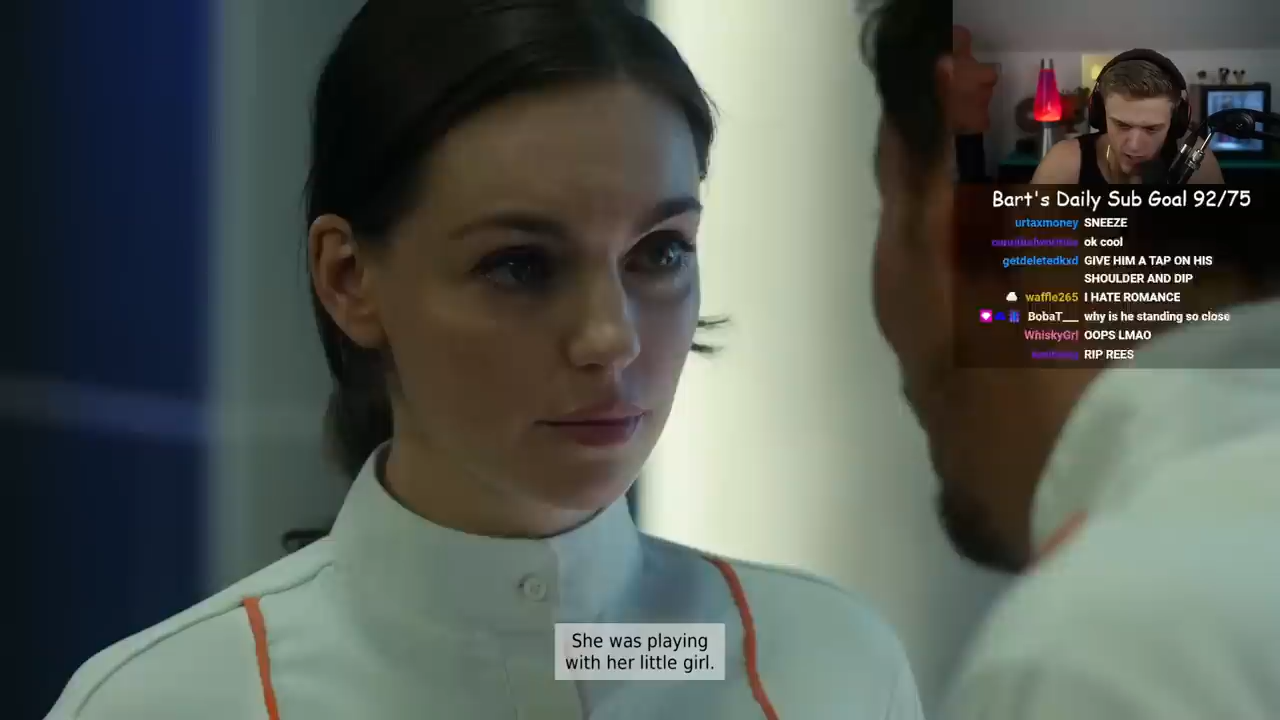 Bart's Daily Sub Goal 92/75
urtaxmoney SNEEZE
ok cool
getdeletedkxd GIVE HIM A TAP ON HIS
SHOULDER AND DIP
waffle265 I HATE ROMANCE
BobaT___ why is he standing so close
WhiskyGrl OOPS LMAO
RIP REES
She was playing
with her little girl.